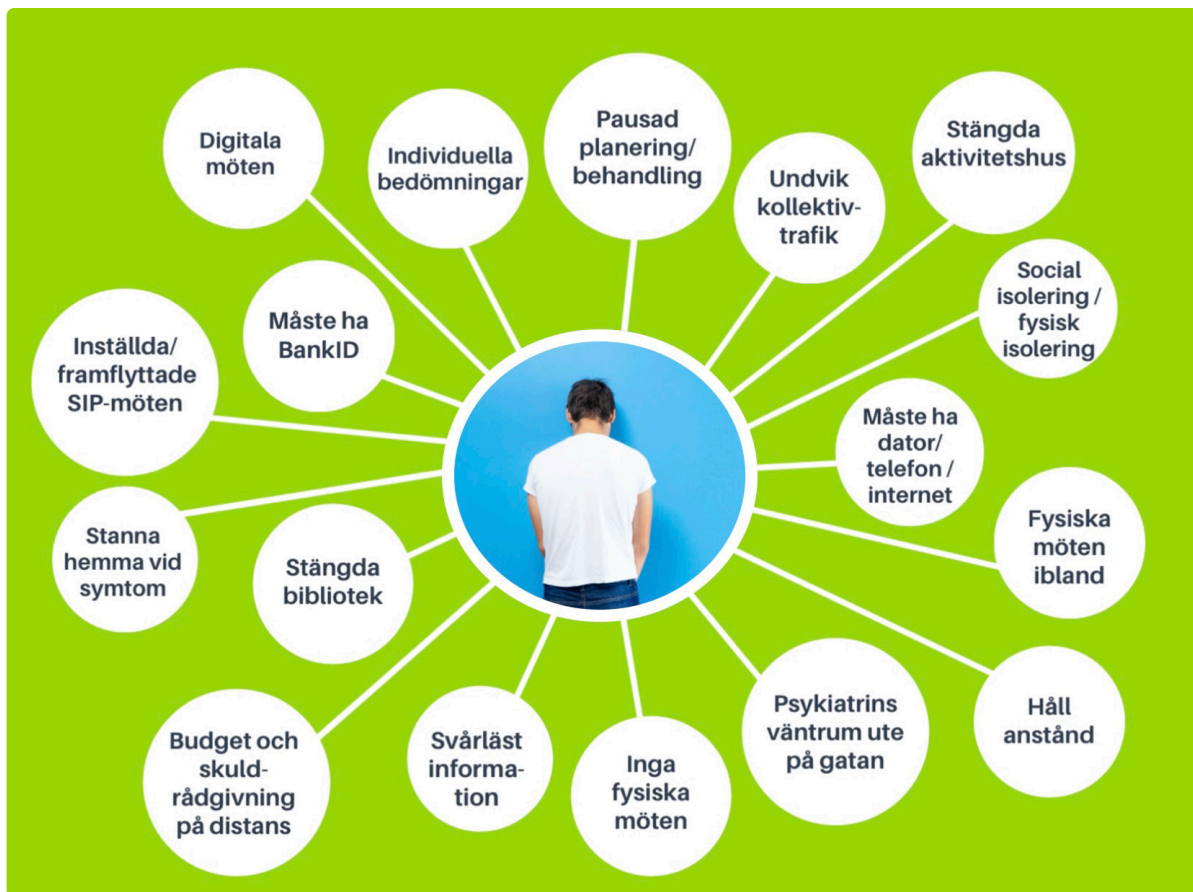 Digitala
möten
Individuella
bedömningar
Pausad
planering/
behandling
Undvik
kollektiv-
trafik
Stängda
aktivitetshus
Social
isolering /
fysisk
isolering
Måste ha
BankID
Inställda/
framflyttade
SIP-möten
Måste ha
dator/
telefon /
internet
Fysiska
möten
ibland
Stanna
hemma vid
symtom
Stängda
bibliotek
Budget och
skuld-
rådgivning
på distans
Svårläst
informa-
tion
Inga
fysiska
möten
Psykiatrins
väntrum ute
på gatan
Håll
anstånd